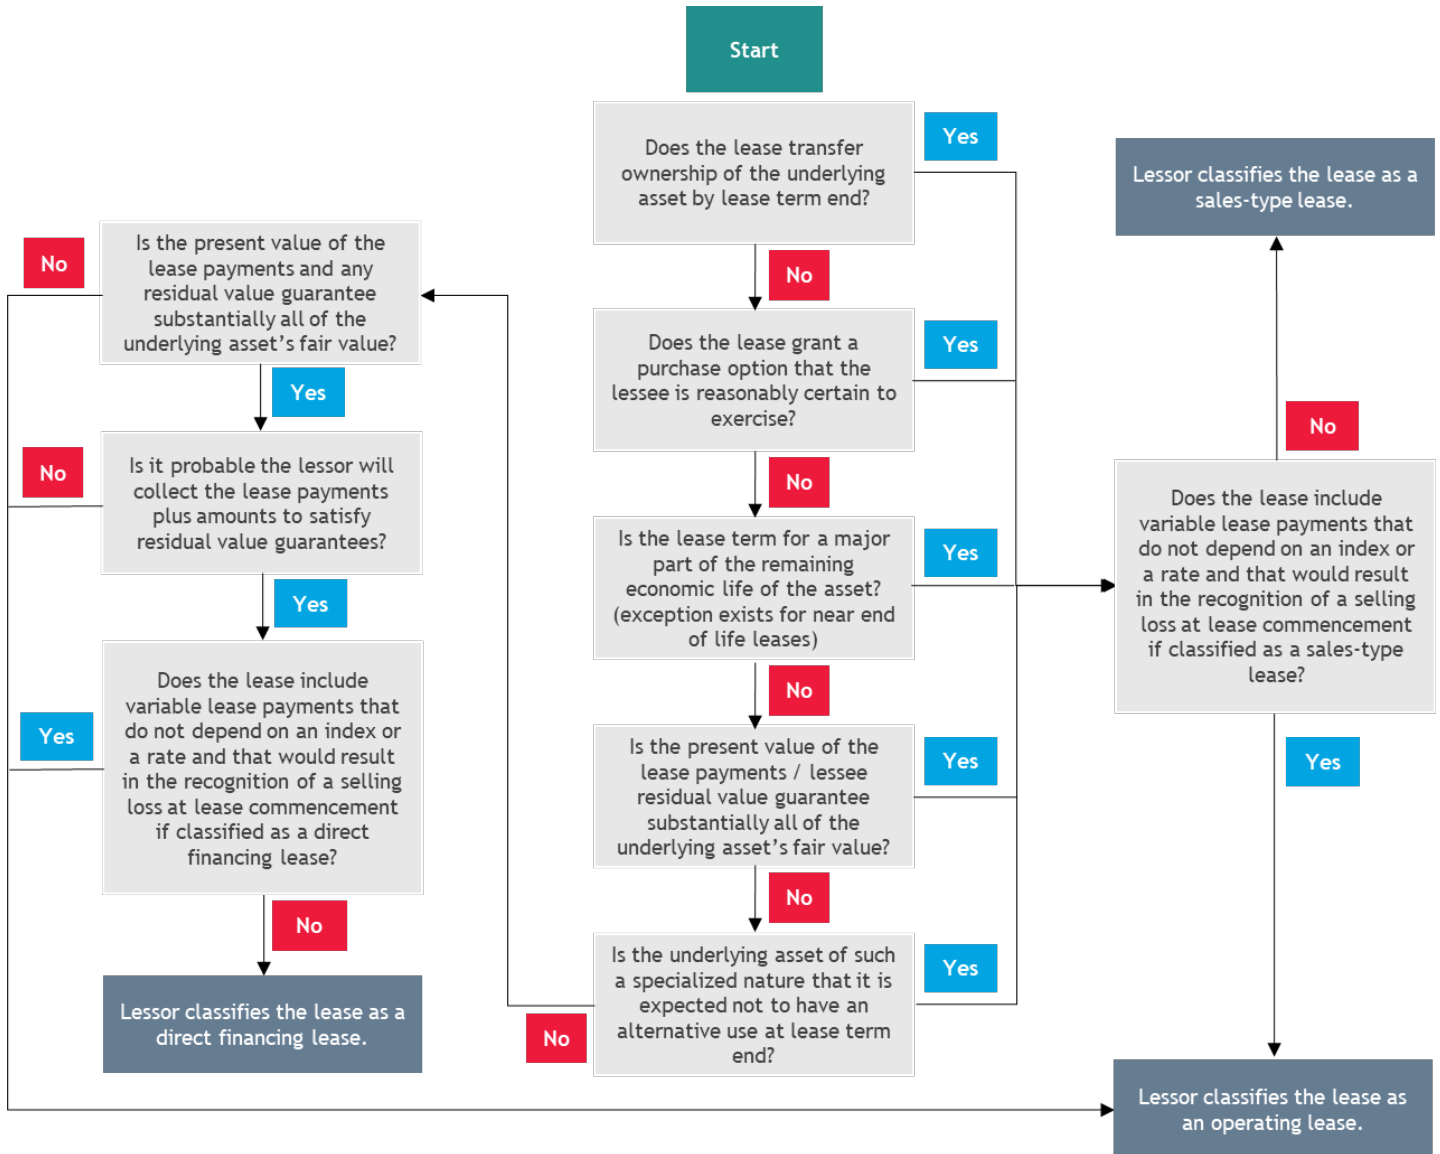 Start
Does the lease transfer
ownership of the underlying
asset by lease term end?
Yes
No
Does the lease grant a
purchase option that the
lessee is reasonably certain to
exercise?
Yes
No
Is the lease term for a major
part of the remaining
economic life of the asset?
(exception exists for near end
of life leases)
Yes
No
Is the present value of the
lease payments / lessee
residual value guarantee
substantially all of the
underlying asset’s fair value?
Yes
No
Is the underlying asset of such
a specialized nature that it is
expected not to have an
alternative use at lease term
end?
Yes
No
Is the present value of the
lease payments and any
residual value guarantee
substantially all of the
underlying asset’s fair value?
No
Yes
Is it probable the lessor will
collect the lease payments
plus amounts to satisfy
residual value guarantees?
No
Yes
Does the lease include
variable lease payments that
do not depend on an index or
a rate and that would result
in the recognition of a selling
loss at lease commencement
if classified as a direct
financing lease?
Yes
No
Lessor classifies the lease as a
direct financing lease.
Lessor classifies the lease as a
sales-type lease.
No
Does the lease include
variable lease payments that
do not depend on an index or
a rate and that would result
in the recognition of a selling
loss at lease commencement
if classified as a sales-type
lease?
Yes
Lessor classifies the lease as
an operating lease.